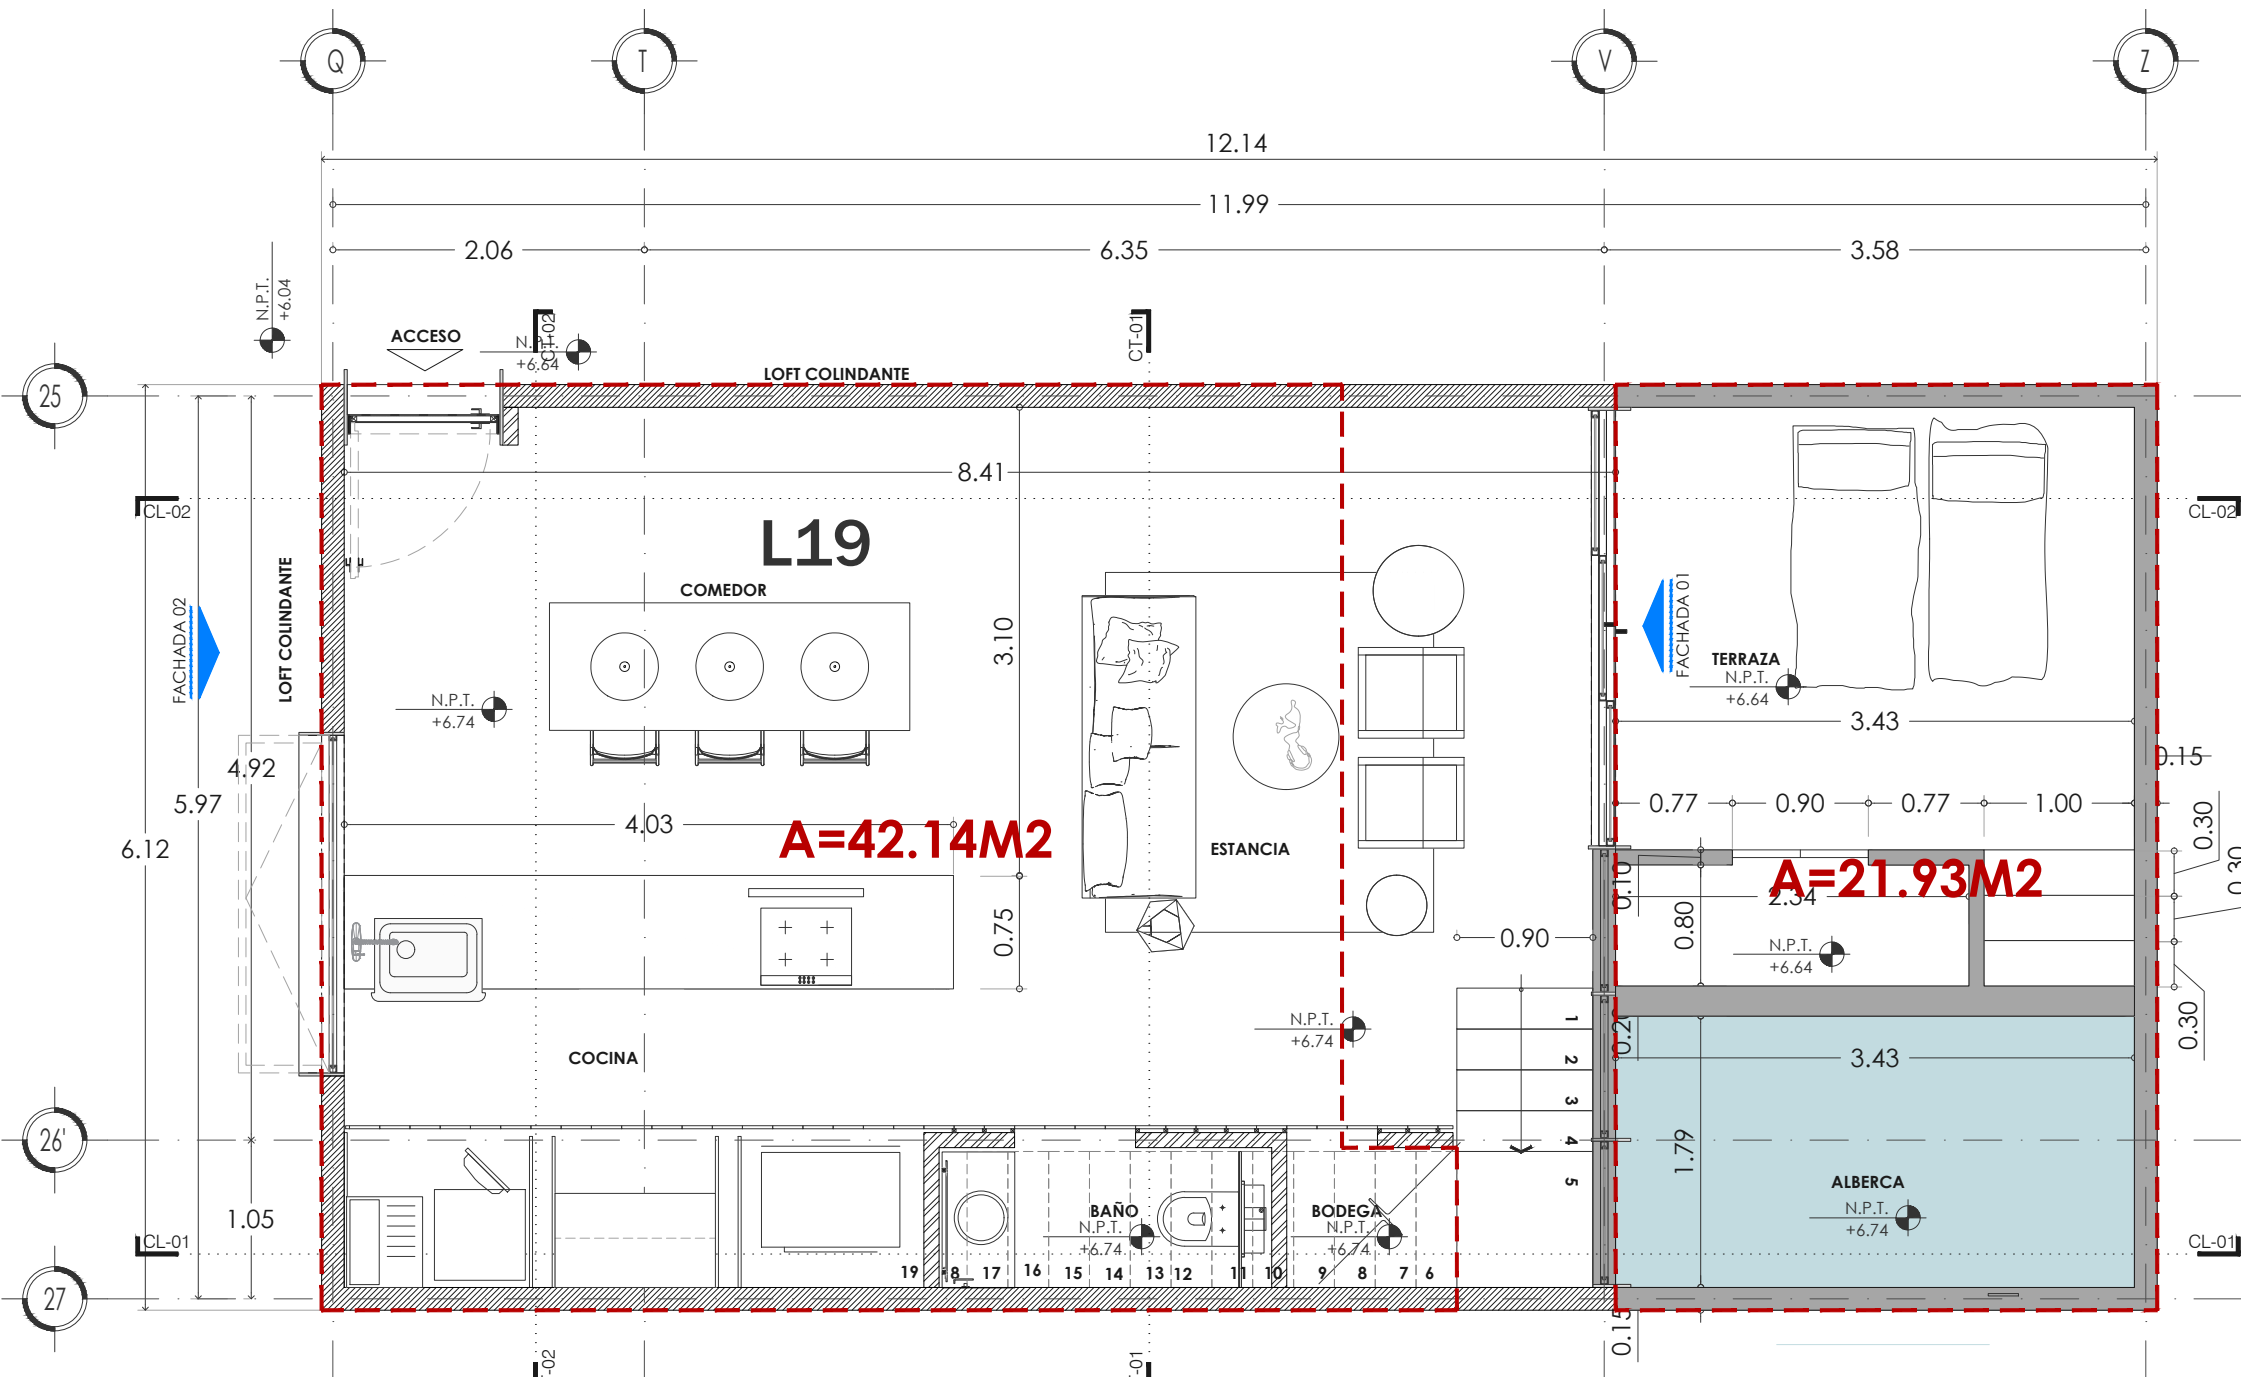 Q
T
V
Z
12.14
11.99
2.06
6.35
3.58
N.P.T.
+6.04
ACCESO
N.P.T.
+6.64
CT-02
CT-01
LOFT COLINDANTE
25
8.41
CL-02
CL-02
L19
COMEDOR
LOFT COLINDANTE
FACHADA 02
FACHADA 01
3.10
TERRAZA
N.P.T.
+6.64
N.P.T.
+6.74
3.43
0.15
4.92
5.97
6.12
4.03
A=42.14M2
ESTANCIA
0.77
0.90
0.77
1.00
0.30
0.30
0.30
A=21.93M2
0.10
0.80
0.75
0.90
N.P.T.
+6.64
N.P.T.
+6.74
COCINA
3.43
1
2
3
4
5
26'
1.79
1.05
BAÑO
N.P.T.
+6.74
BODEGA
N.P.T.
+6.74
ALBERCA
N.P.T.
+6.74
CL-01
CL-01
19 18 17 16 15 14 13 12 11 10 9 8 7 6
27
0.15
-02
-01